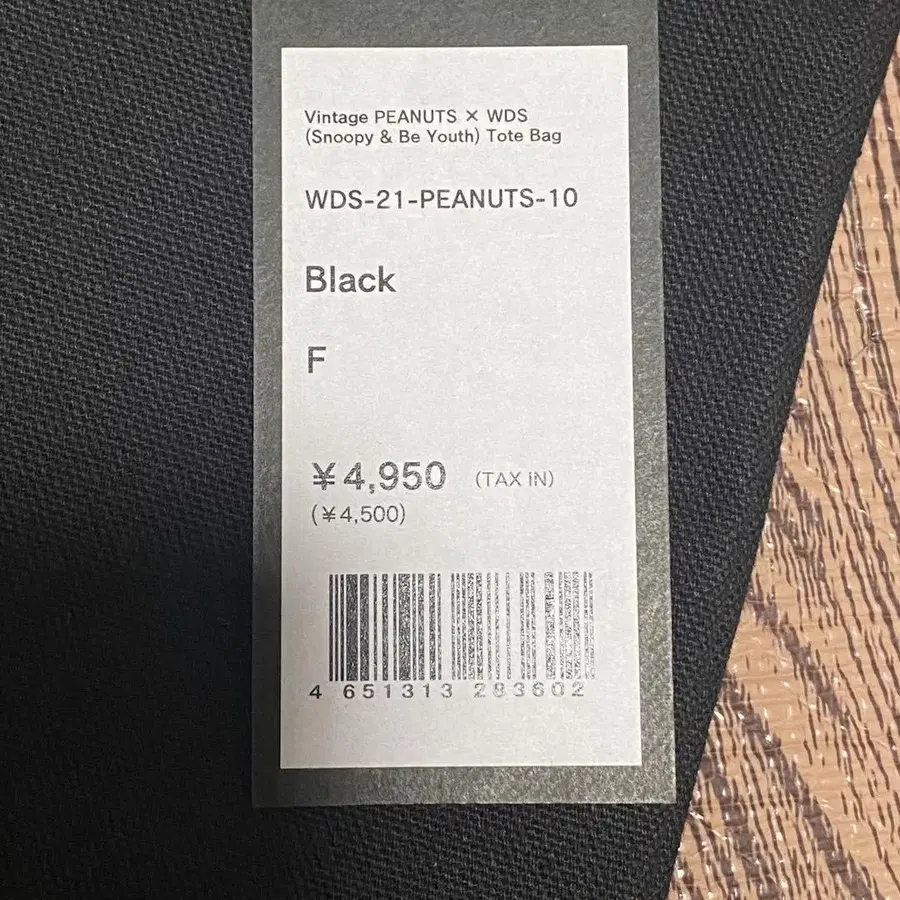 Vintage PEANUTS × WDS
(Snoopy & Be Youth) Tote Bag
WDS-21-PEANUTS-10
Black
F
¥4,950 (TAX IN)
(¥4,500)
4 651313 283602